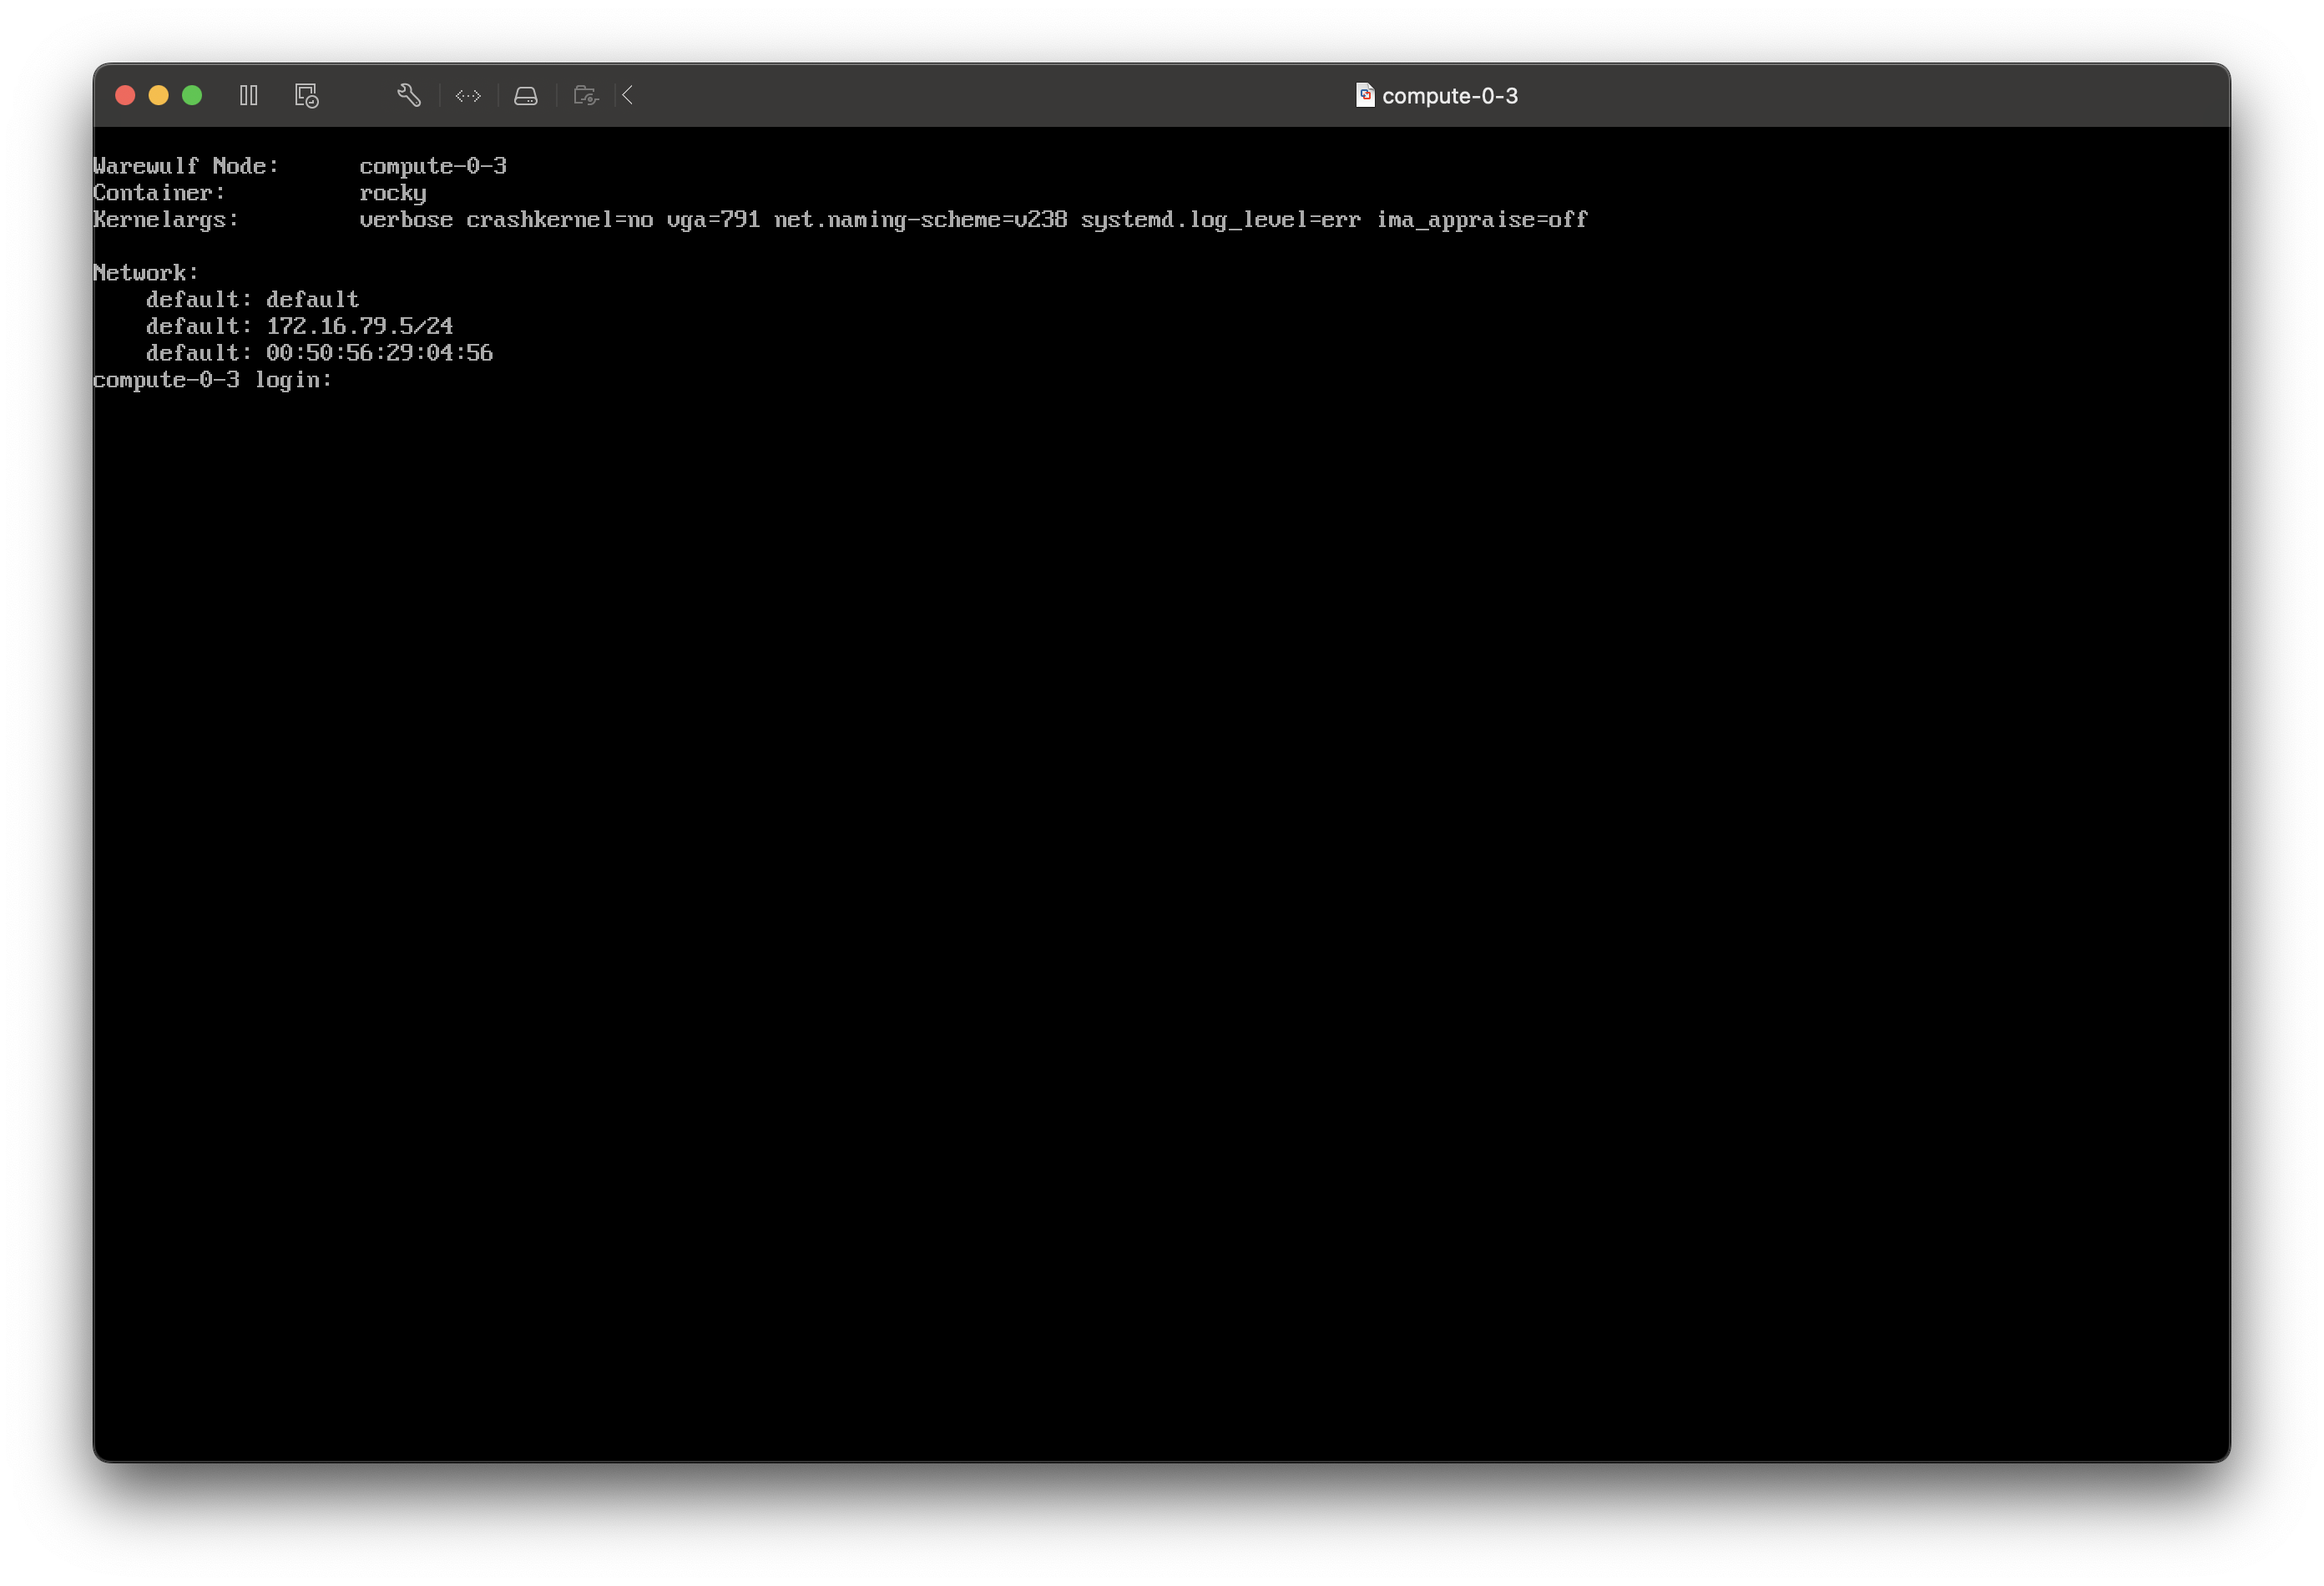 compute-0-3
Warewulf Node:      compute-0-3
Container:          rocky
Kernelargs:         verbose crashkernel=no vga=791 net.naming-scheme=v238 systemd.log_level=err ima_appraise=off
Network:
    default: default
    default: 172.16.79.5/24
    default: 00:50:56:29:04:56
compute-0-3 login: